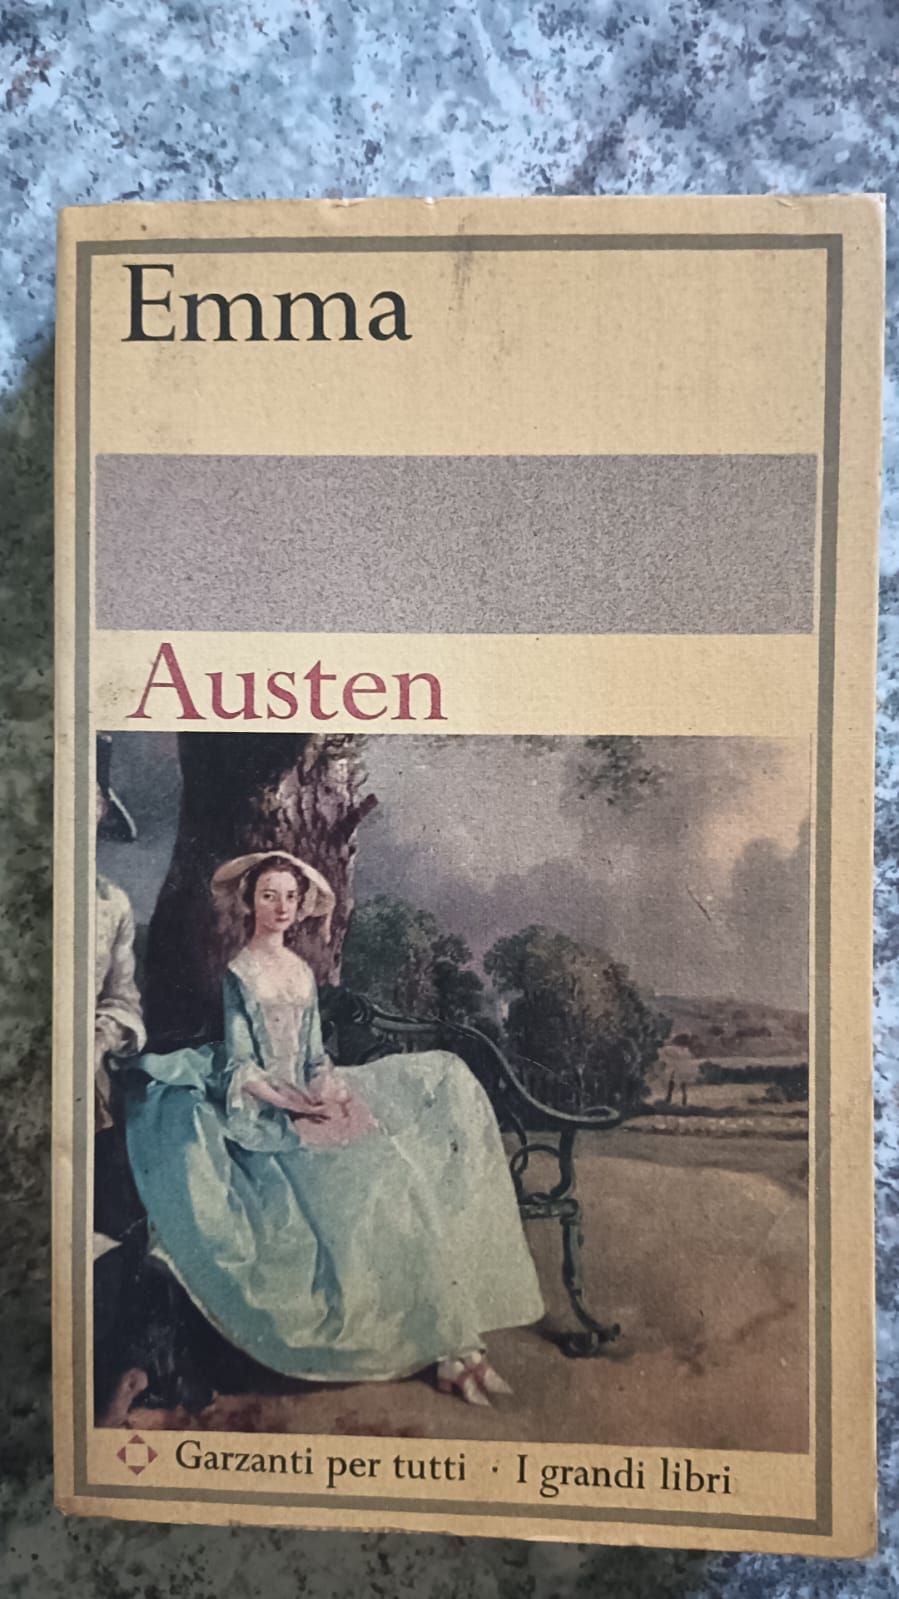 Emma
Austen
Garzanti per tutti · I grandi libri